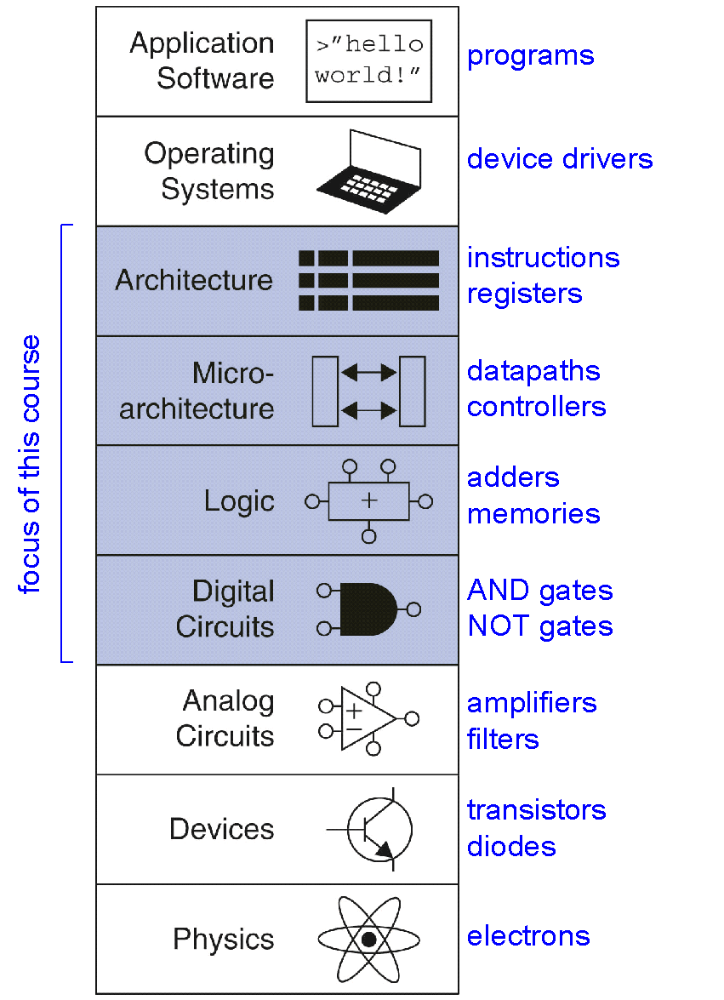 Application
Software
>"hello
world!"
programs
Operating
Systems
device drivers
focus of this course
Architecture
instructions
registers
Micro-
architecture
datapaths
controllers
Logic
+
adders
memories
Digital
Circuits
AND gates
NOT gates
Analog
Circuits
+
−
amplifiers
filters
Devices
transistors
diodes
Physics
electrons